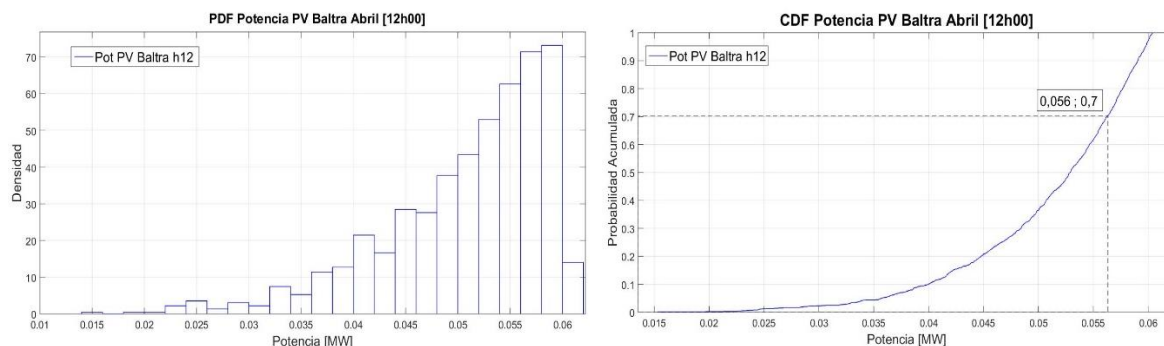 PDF Potencia PV Baltra Abril [12h00]
Pot PV Baltra h12
Densidad
70
60
50
40
30
20
10
0
0.01 0.015 0.02 0.025 0.03 0.035 0.04 0.045 0.05 0.055 0.06
Potencia [MW]
CDF Potencia PV Baltra Abril [12h00]
Pot PV Baltra h12
0,056 ; 0,7
Probabilidad Acumulada
1
0.9
0.8
0.7
0.6
0.5
0.4
0.3
0.2
0.1
0
0.015 0.02 0.025 0.03 0.035 0.04 0.045 0.05 0.055 0.06
Potencia [MW]